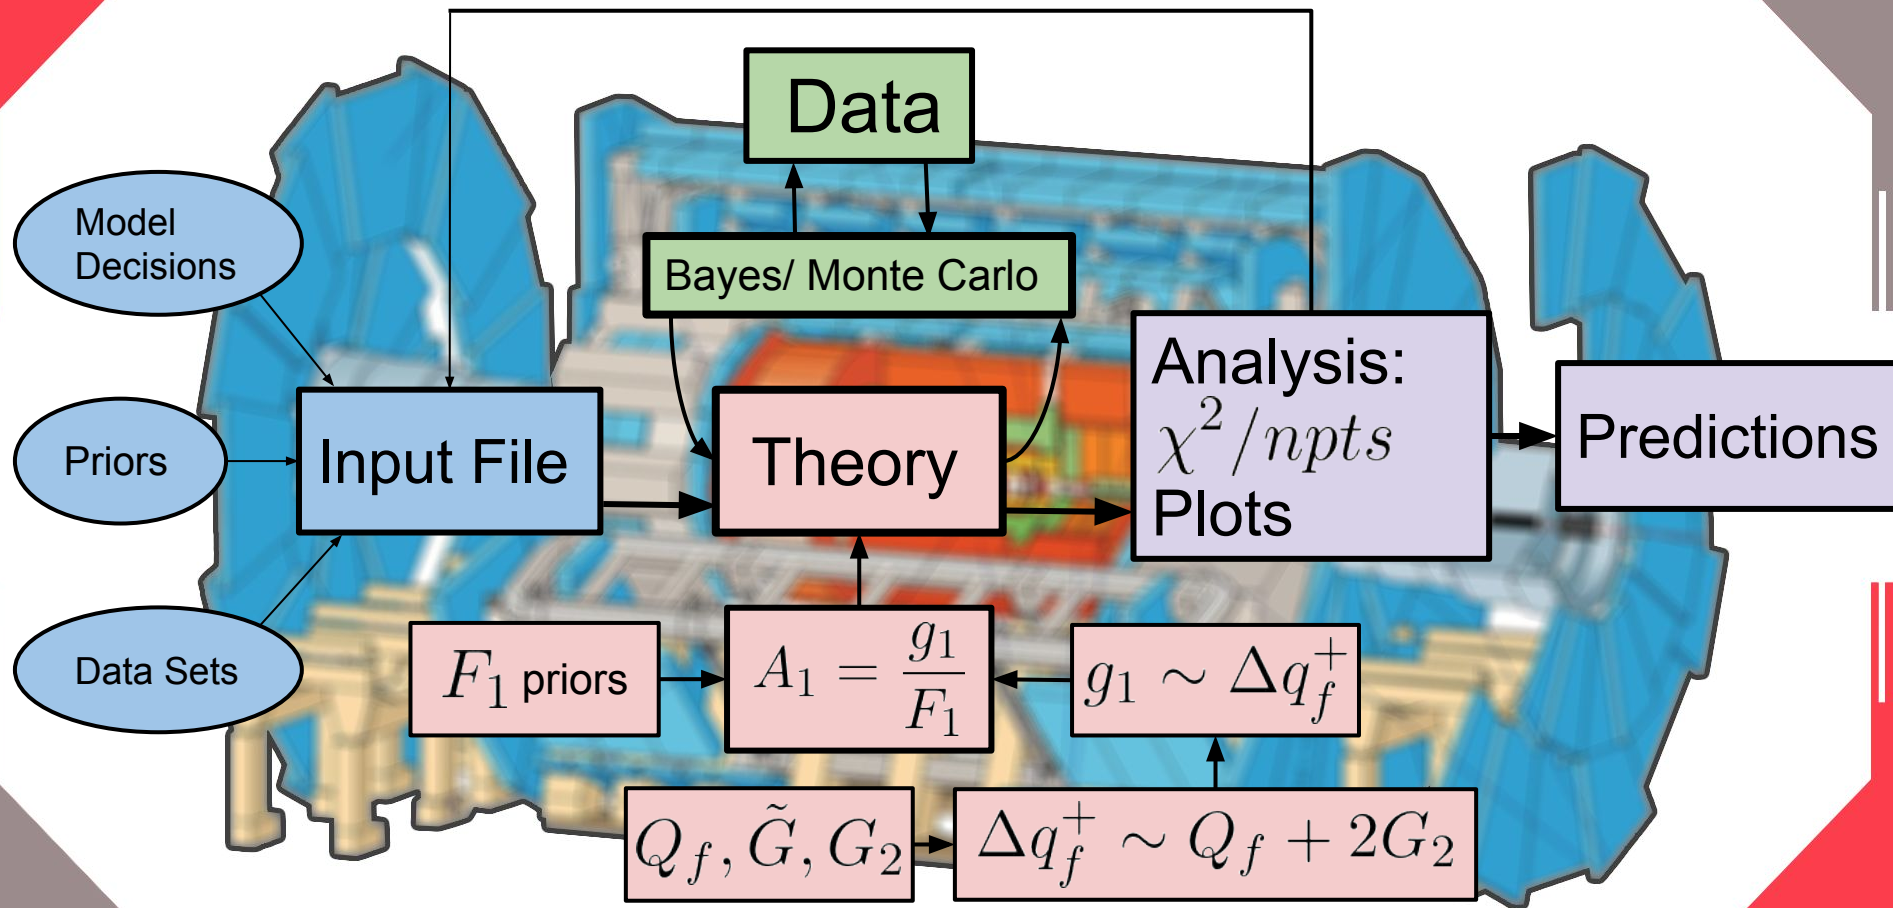 Data
Model
Decisions
Bayes/ Monte Carlo
Priors
Input File
Theory
Analysis:
χ²/npts
Plots
Predictions
Data Sets
F₁ priors
A₁ = g₁/F₁
g₁ ∼ Δq_f⁺
Q_f, G̃, G₂
Δq_f⁺ ∼ Q_f + 2G₂